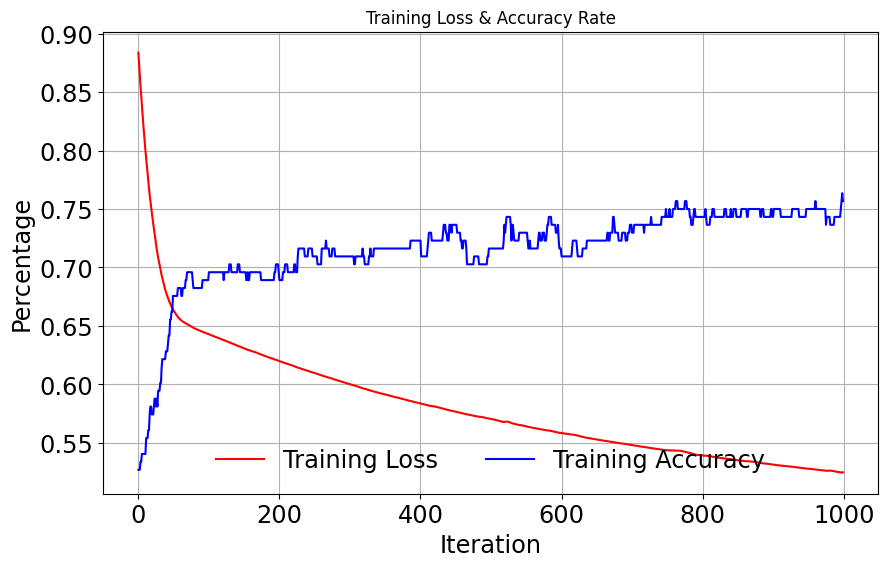 Training Loss & Accuracy Rate
0.90
0.85
0.80
0.75
0.70
0.65
0.60
0.55
Percentage
Training Loss
Training Accuracy
0
200
400
600
800
1000
Iteration